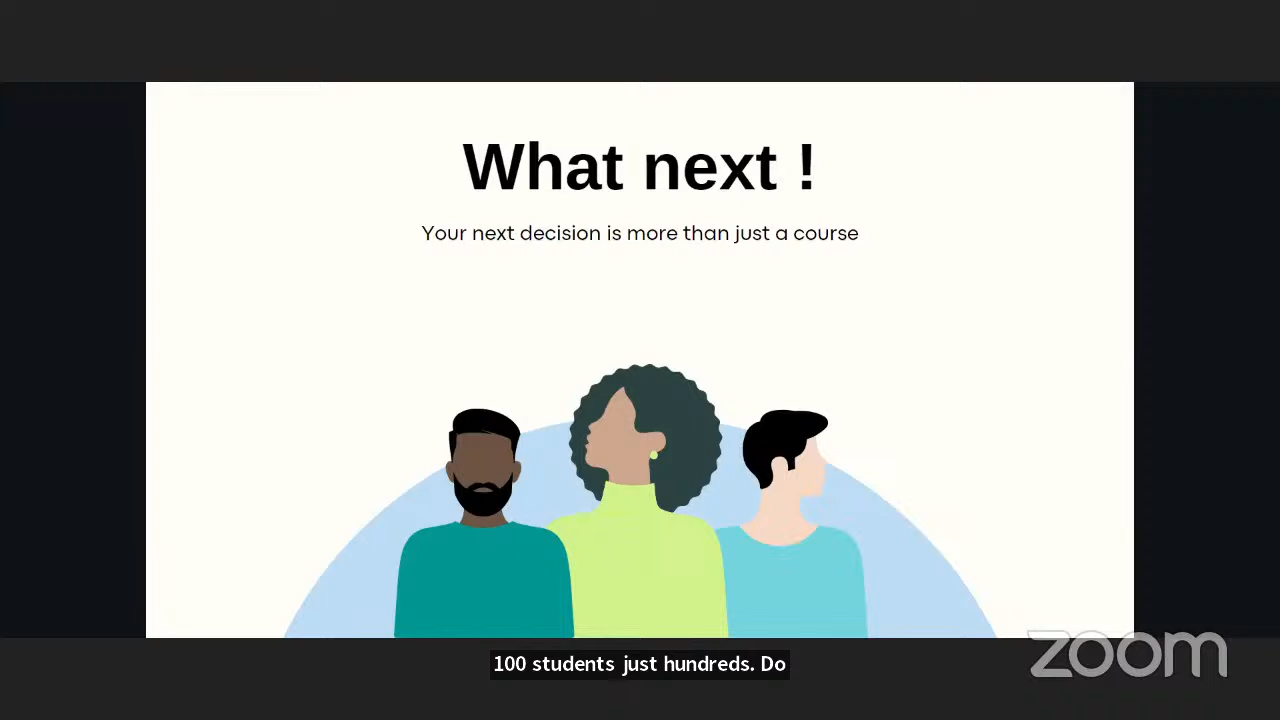 What next !
Your next decision is more than just a course
100 students just hundreds. Do
zoom